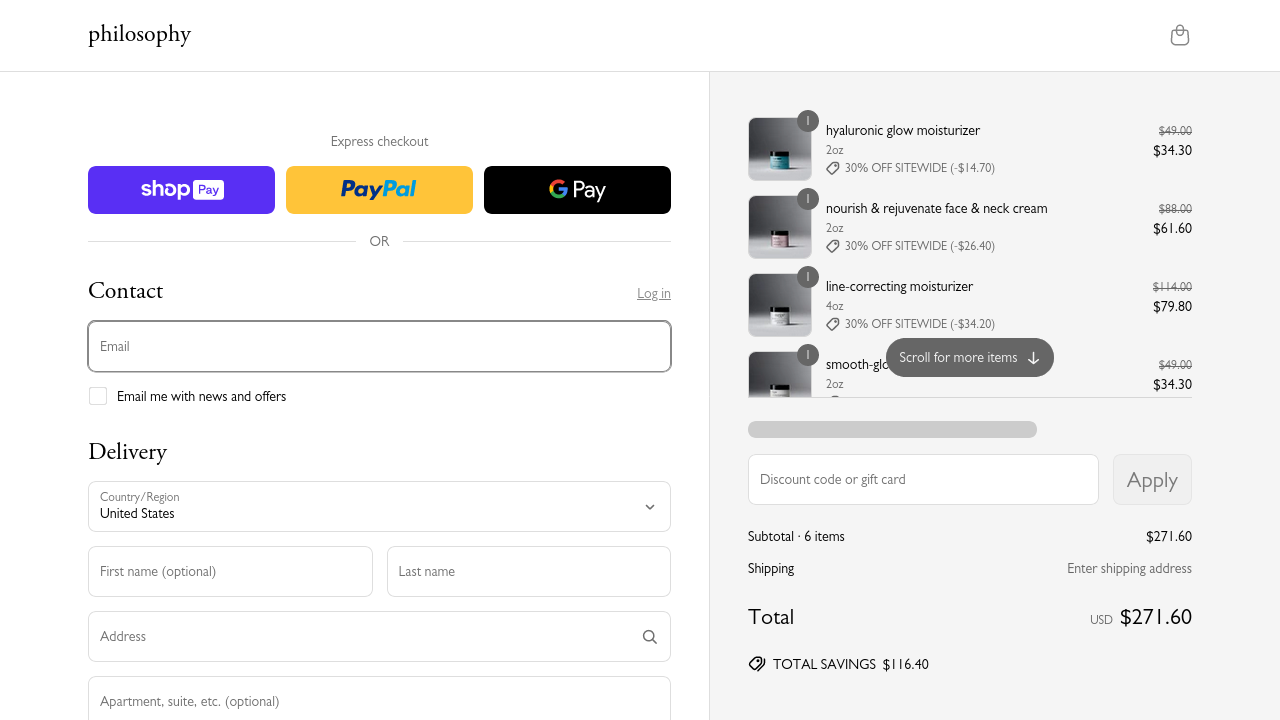 philosophy
Express checkout
shop Pay
PayPal
G Pay
OR
Contact
Log in
Email
Email me with news and offers
Delivery
Country/Region
United States
First name (optional)
Last name
Address
Apartment, suite, etc. (optional)
1
hyaluronic glow moisturizer
$49.00
2oz
$34.30
30% OFF SITEWIDE (-$14.70)
1
nourish & rejuvenate face & neck cream
$88.00
2oz
$61.60
30% OFF SITEWIDE (-$26.40)
1
line-correcting moisturizer
$114.00
4oz
$79.80
30% OFF SITEWIDE (-$34.20)
Scroll for more items
1
smooth-glo
$49.00
2oz
$34.30
Discount code or gift card
Apply
Subtotal · 6 items
$271.60
Shipping
Enter shipping address
Total
USD $271.60
TOTAL SAVINGS $116.40